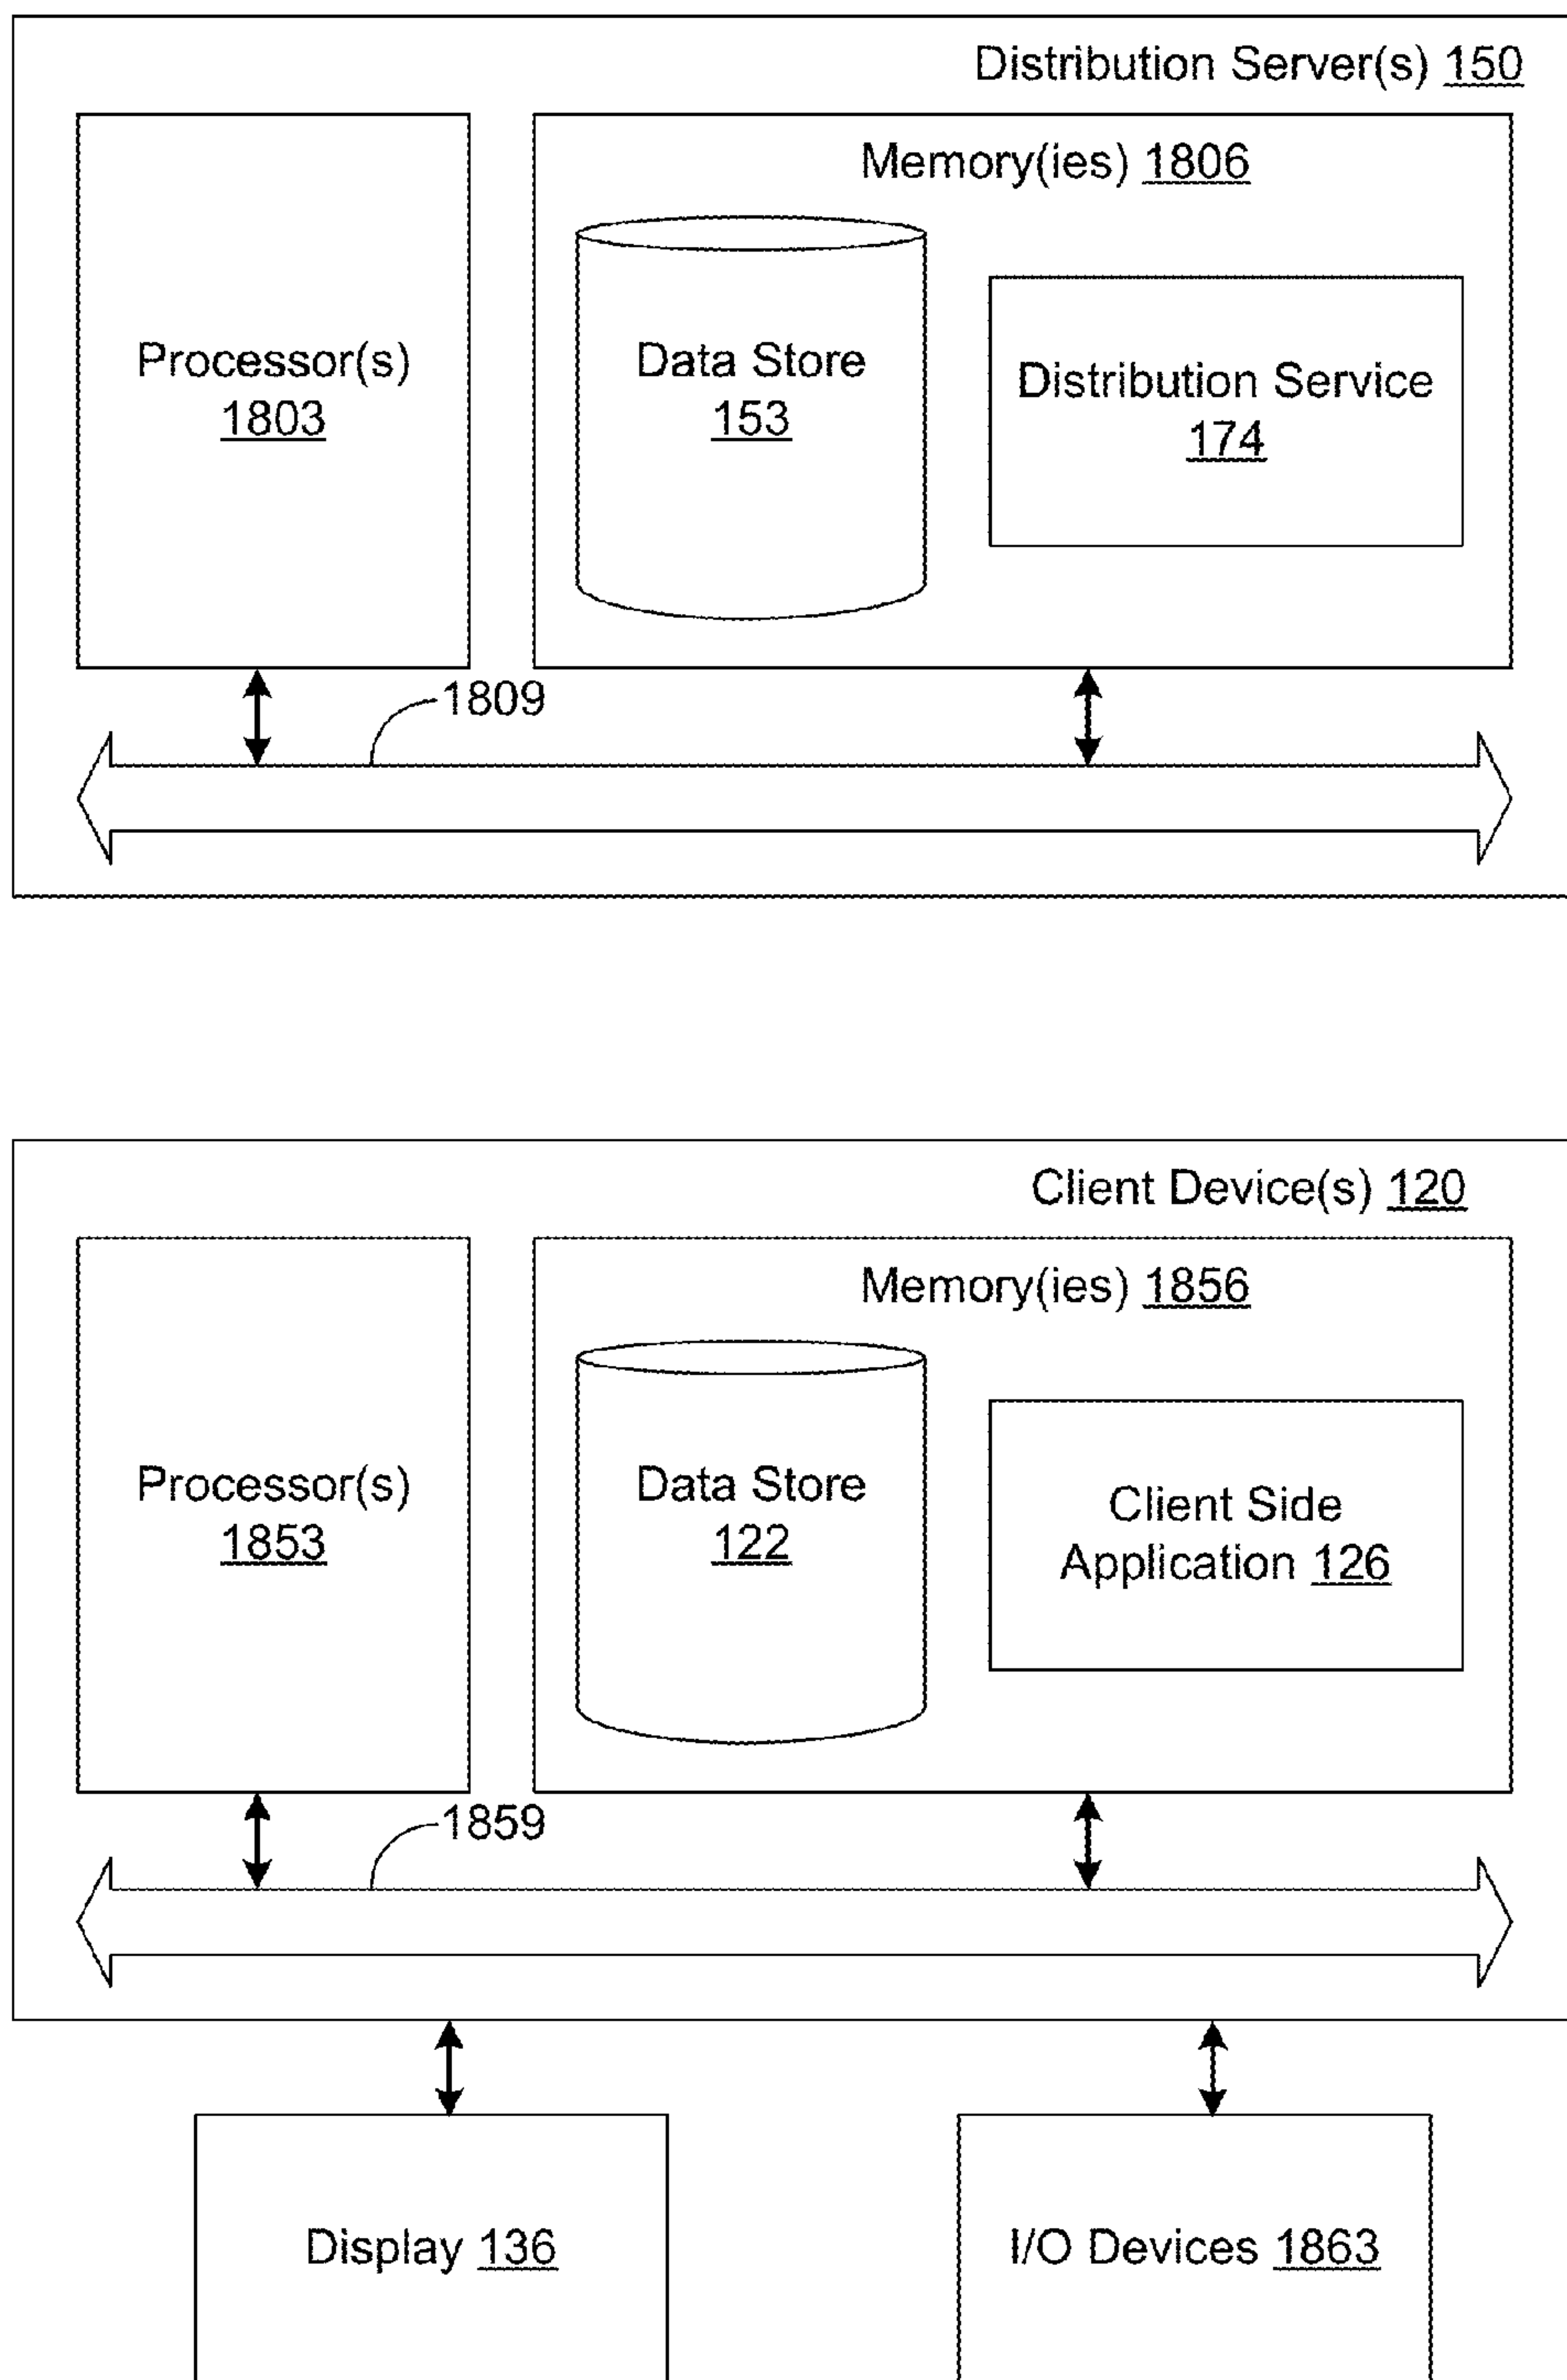 Distribution Server(s) 150
Memory(ies) 1806
Processor(s)
1803
Data Store
153
Distribution Service
174
1809
Client Device(s) 120
Memory(ies) 1856
Processor(s)
1853
Data Store
122
Client Side
Application 126
1859
Display 136
I/O Devices 1863